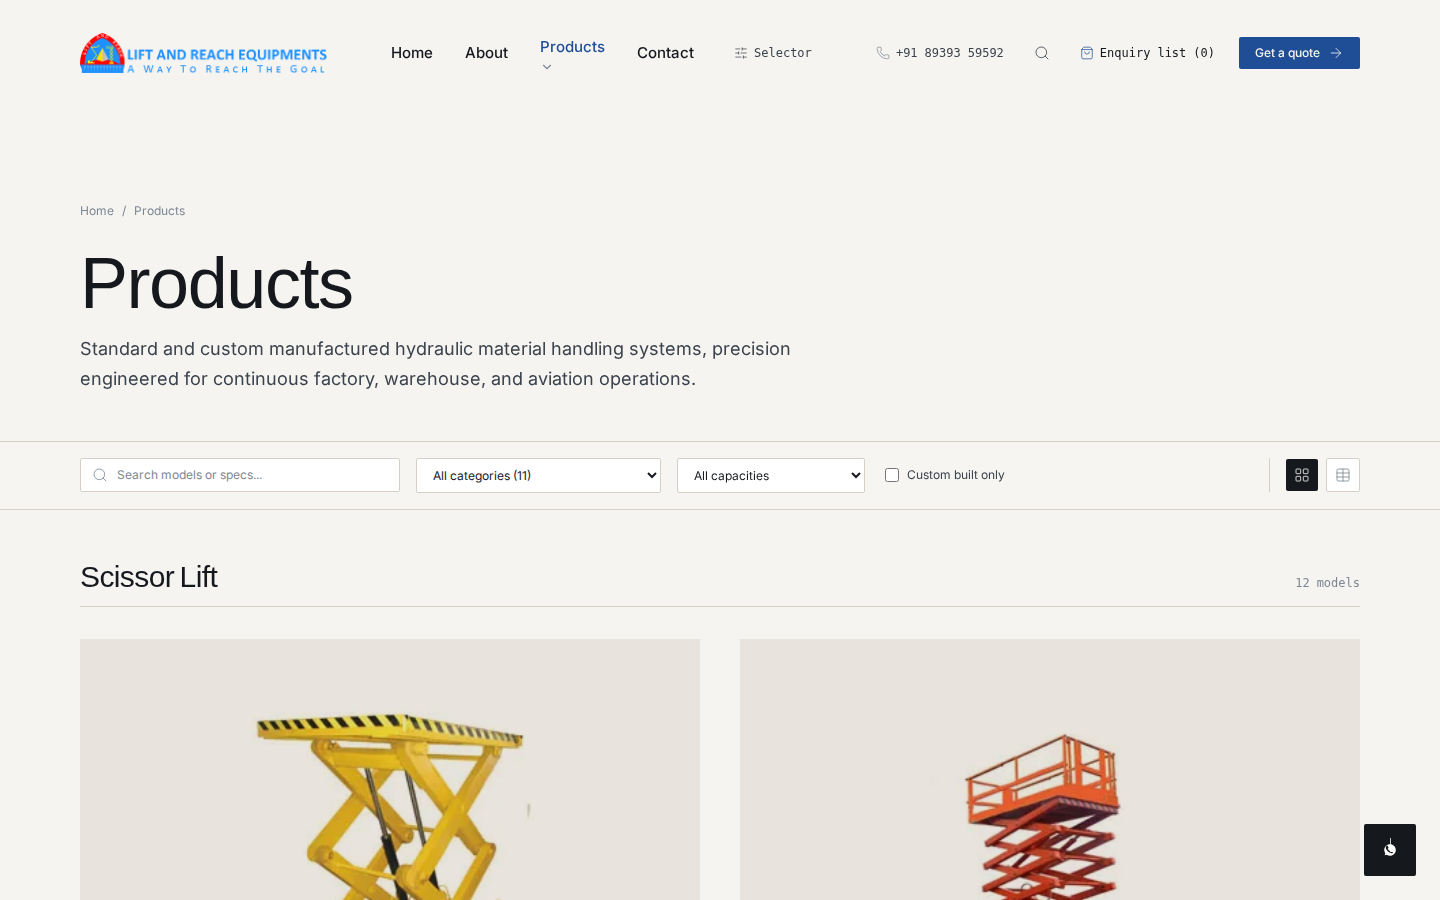 LIFT AND REACH EQUIPMENTS
A Way To Reach The Goal
Home
About
Products
Contact
Selector
+91 89393 59592
Enquiry list (0)
Get a quote
Home / Products
Products
Standard and custom manufactured hydraulic material handling systems, precision
engineered for continuous factory, warehouse, and aviation operations.
Search models or specs...
All categories (11)
All capacities
Custom built only
Scissor Lift
12 models